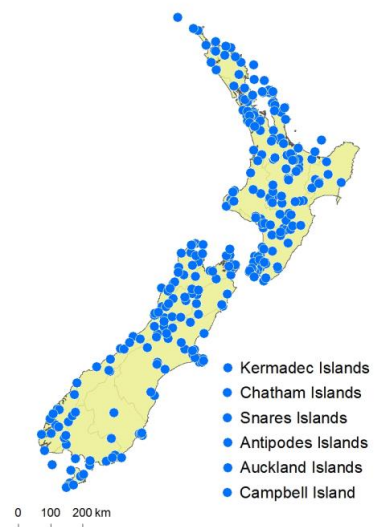 Kermadec Islands
Chatham Islands
Snares Islands
Antipodes Islands
Auckland Islands
Campbell Island
0 100 200 km